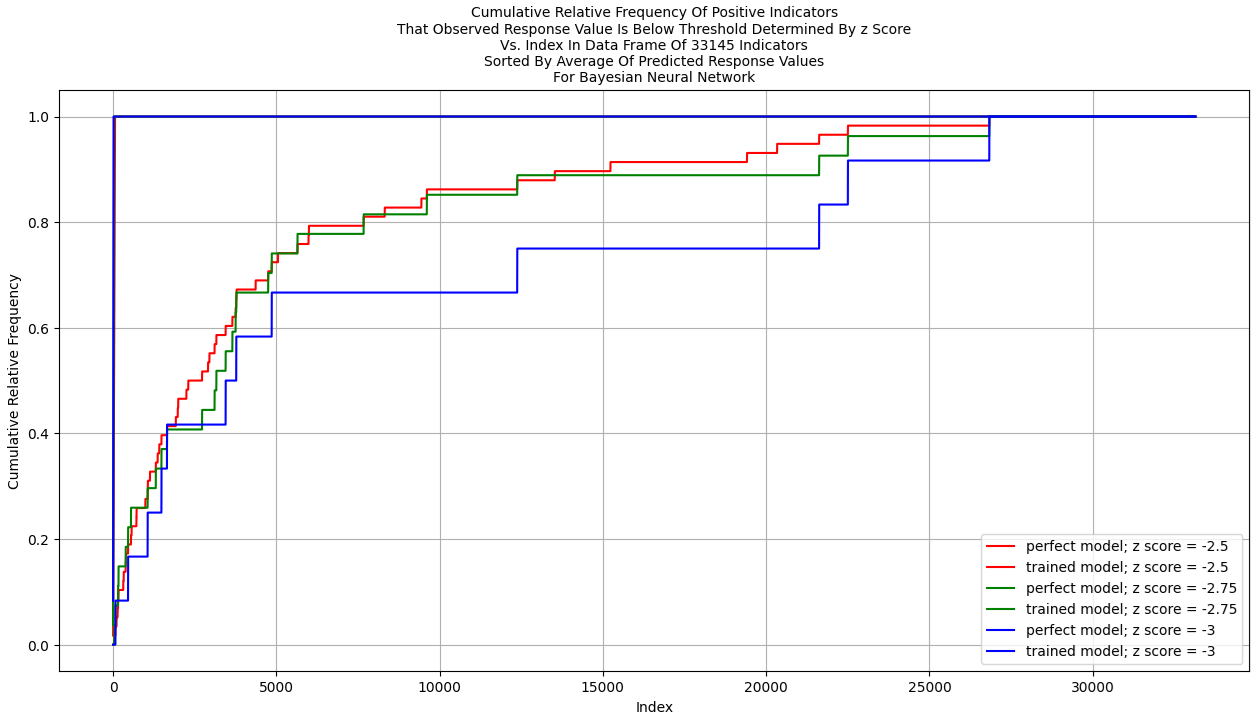 Cumulative Relative Frequency Of Positive Indicators
That Observed Response Value Is Below Threshold Determined By z Score
Vs. Index In Data Frame Of 33145 Indicators
Sorted By Average Of Predicted Response Values
For Bayesian Neural Network
Cumulative Relative Frequency
1.0
0.8
0.6
0.4
0.2
0.0
perfect model; z score = -2.5
trained model; z score = -2.5
perfect model; z score = -2.75
trained model; z score = -2.75
perfect model; z score = -3
trained model; z score = -3
0
5000
10000
15000
20000
25000
30000
Index